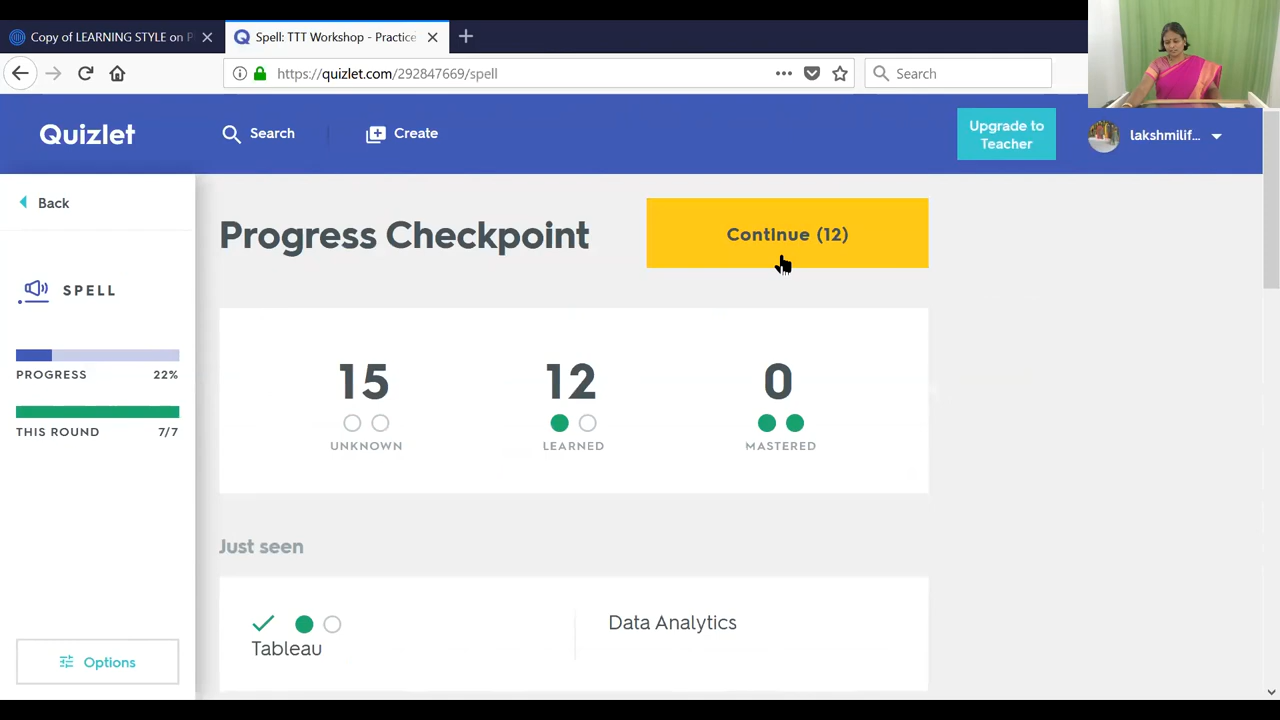 Copy of LEARNING STYLE on P
Spell: TTT Workshop - Practice
https://quizlet.com/292847669/spell
Search
Quizlet
Search
Create
Upgrade to
Teacher
lakshmilif...
Back
Progress Checkpoint
Continue (12)
SPELL
PROGRESS 22%
THIS ROUND 7/7
15
12
0
UNKNOWN
LEARNED
MASTERED
Just seen
Tableau
Data Analytics
Options